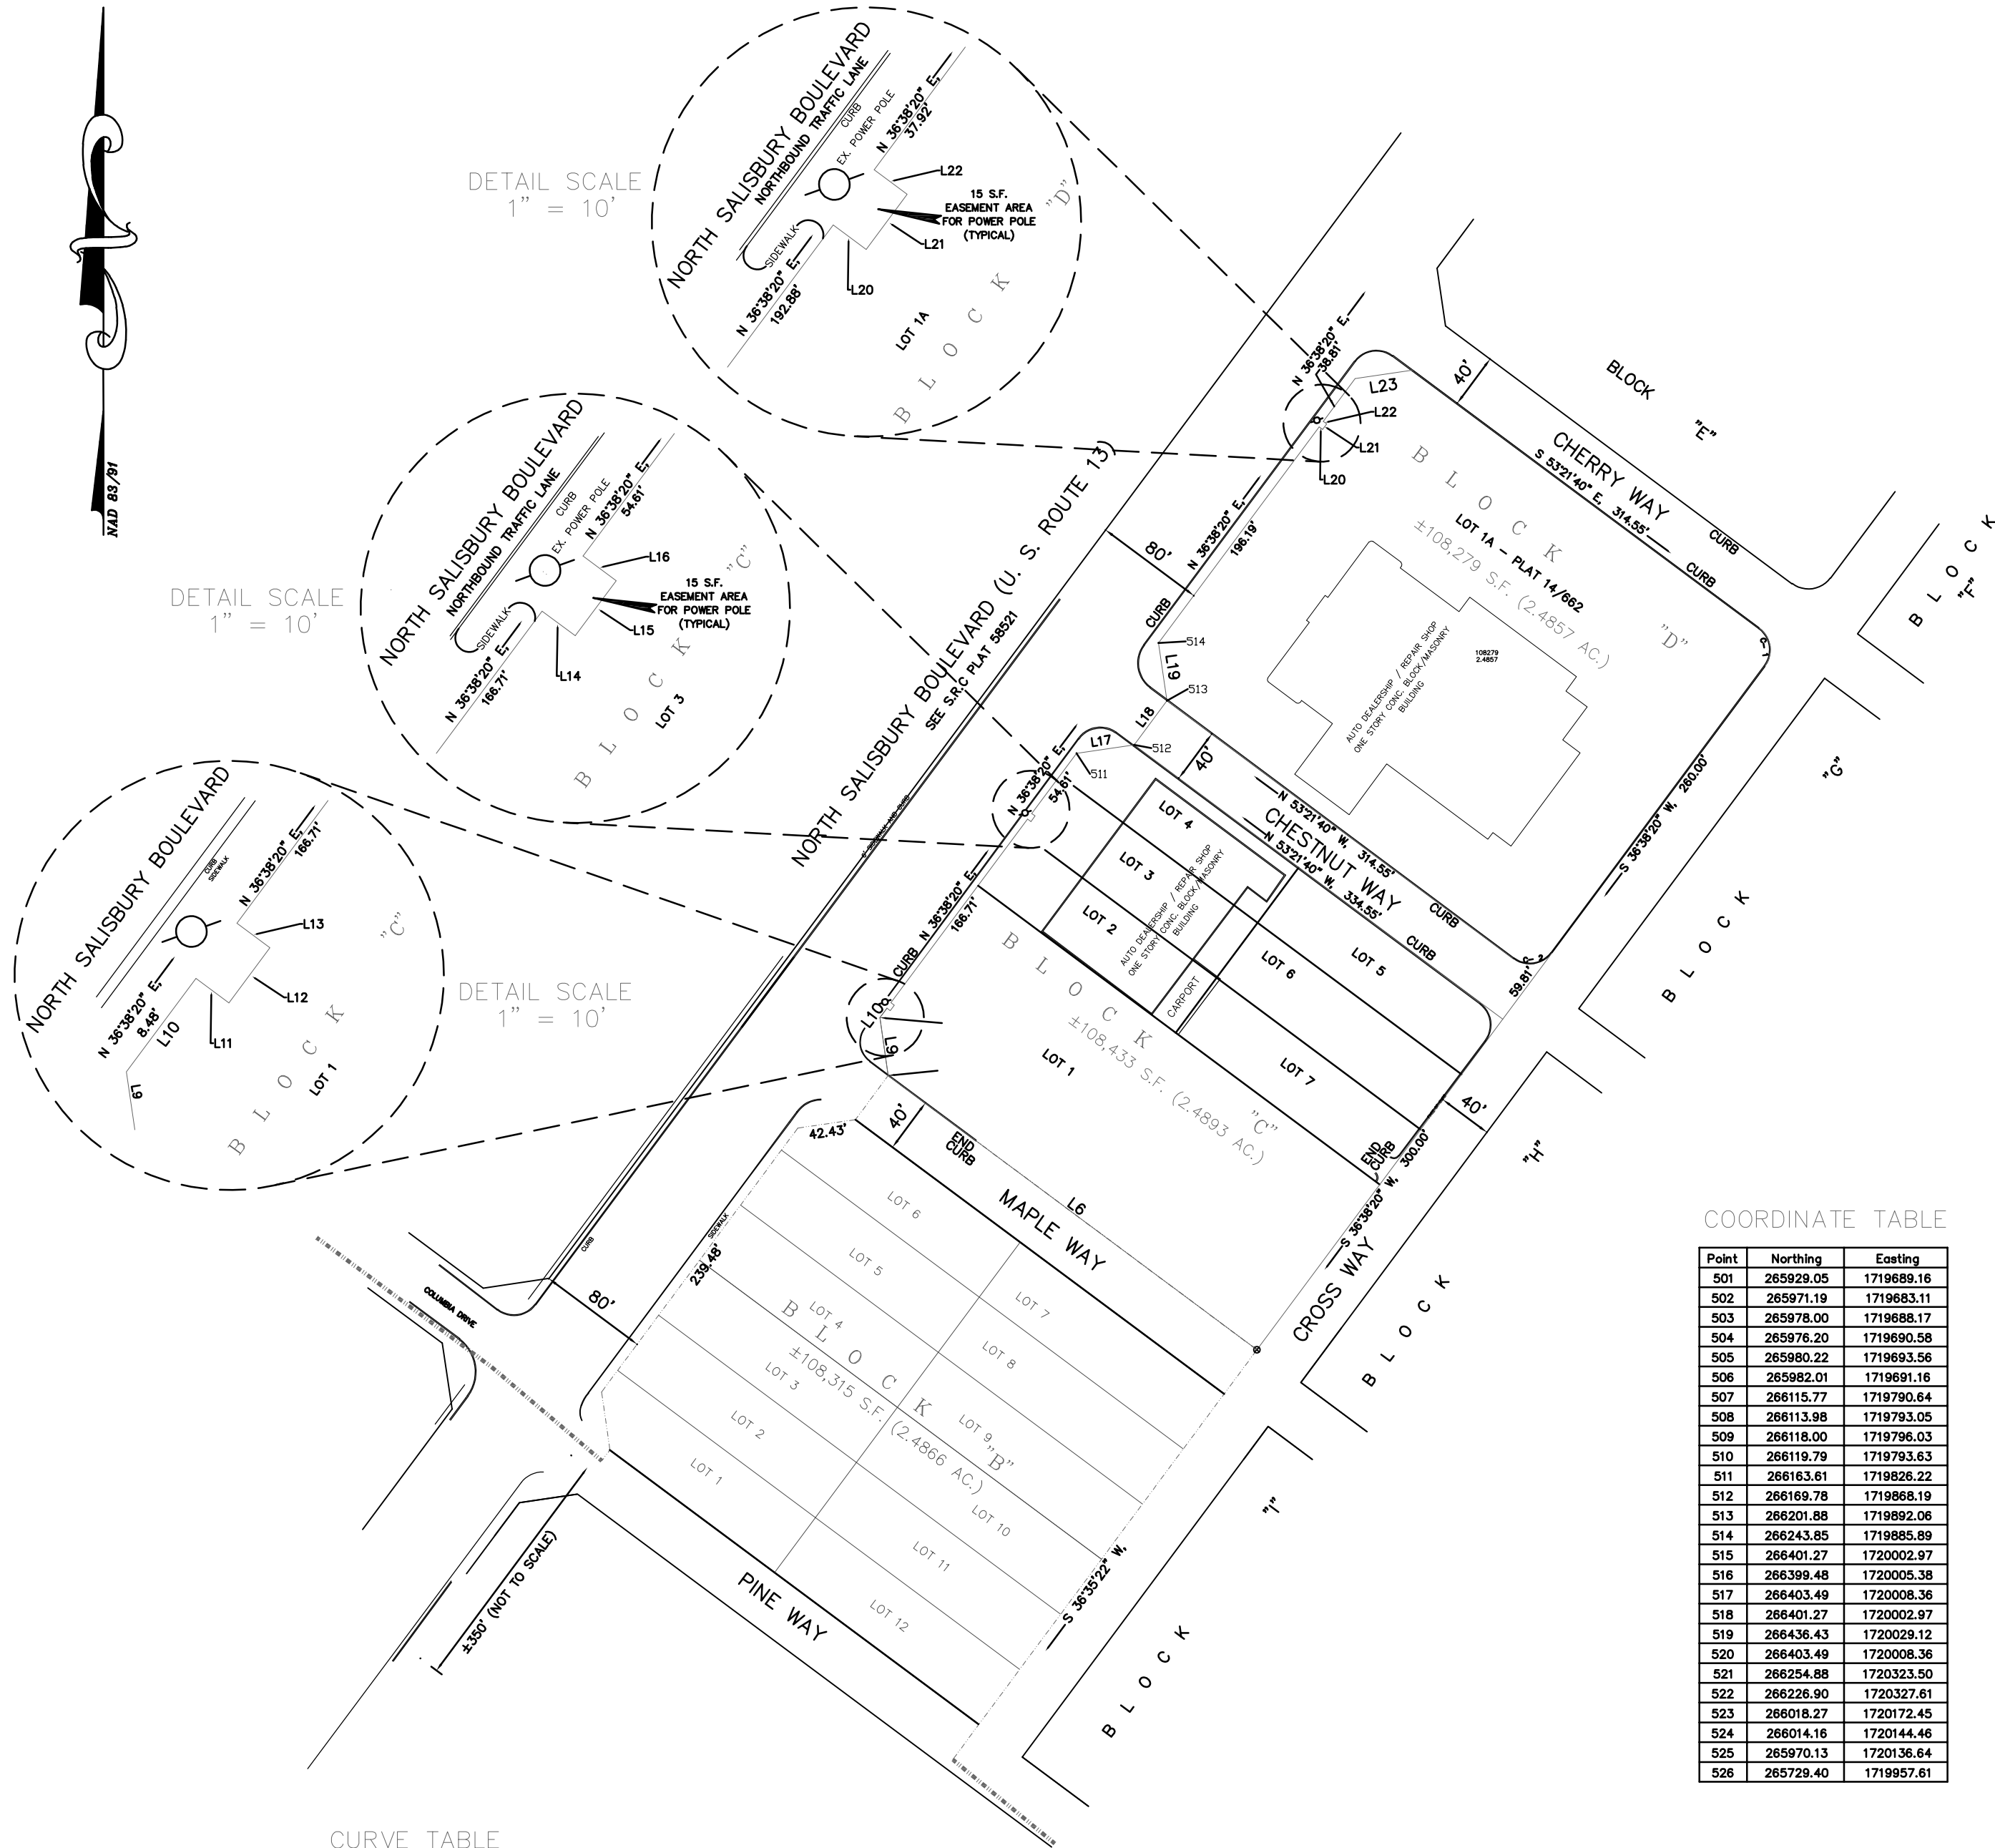 NAD 83/91
DETAIL SCALE
1" = 10'
NORTH SALISBURY BOULEVARD
NORTHBOUND TRAFFIC LANE
CURB
EX. POWER POLE
SIDEWALK
N 36°38'20" E,
37.92'
N 36°38'20" E,
192.88'
L22
L21
L20
15 S.F.
EASEMENT AREA
FOR POWER POLE
(TYPICAL)
LOT 1A
BLOCK
"D"
DETAIL SCALE
1" = 10'
NORTH SALISBURY BOULEVARD
NORTHBOUND TRAFFIC LANE
CURB
EX. POWER POLE
SIDEWALK
N 36°38'20" E,
54.61'
N 36°38'20" E,
166.71'
L16
L15
L14
15 S.F.
EASEMENT AREA
FOR POWER POLE
(TYPICAL)
LOT 3
BLOCK
"C"
DETAIL SCALE
1" = 10'
NORTH SALISBURY BOULEVARD
CURB
SIDEWALK
N 36°38'20" E,
166.71'
N 36°38'20" E,
8.48'
L10
L13
L12
L11
L9
LOT 1
BLOCK
"C"
NORTH SALISBURY BOULEVARD (U. S. ROUTE 13)
SEE S.R.C PLAT 58521
80'
N 36°38'20" E,
38.81'
L23
L22
L21
L20
40'
BLOCK
"E"
CHERRY WAY
S 53°21'40" E, 314.55'
CURB
CURB
BLOCK
"F"
N 36°38'20" E,
196.19'
CURB
BLOCK
LOT 1A - PLAT 14/662
±108,279 S.F. (2.4857 AC.)
"D"
108279
2.4857
AUTO DEALERSHIP / REPAIR SHOP
ONE STORY CONC. BLOCK/MASONRY
BUILDING
514
L19
513
L18
512
L17
511
S 36°38'20" W, 260.00'
"G"
BLOCK
40'
N 53°21'40" W, 314.55'
CHESTNUT WAY
N 53°21'40" W, 334.55'
CURB
CURB
59.81'
N 36°38'20" E,
54.61'
N 36°38'20" E,
166.71'
CURB
LOT 4
LOT 3
LOT 2
AUTO DEALERSHIP / REPAIR SHOP
ONE STORY CONC. BLOCK/MASONRY
BUILDING
CARPORT
LOT 5
LOT 6
LOT 7
BLOCK
±108,433 S.F. (2.4893 AC.)
"C"
LOT 1
L10
L9
40'
END
CURB
END
CURB
S 36°38'20" W, 300.00'
40'
"H"
BLOCK
L6
MAPLE WAY
CROSS WAY
42.43'
SIDEWALK
239.48'
80'
CURB
COLUMBIA DRIVE
LOT 6
LOT 5
LOT 4
LOT 3
LOT 2
LOT 1
LOT 7
LOT 8
LOT 9
LOT 10
LOT 11
LOT 12
BLOCK
±108,315 S.F. (2.4866 AC.)
"B"
S 36°35'22" W,
"I"
BLOCK
PINE WAY
±350' (NOT TO SCALE)
CURVE TABLE
COORDINATE TABLE
Point Northing Easting
501 265929.05 1719689.16
502 265971.19 1719683.11
503 265978.00 1719688.17
504 265976.20 1719690.58
505 265980.22 1719693.56
506 265982.01 1719691.16
507 266115.77 1719790.64
508 266113.98 1719793.05
509 266118.00 1719796.03
510 266119.79 1719793.63
511 266163.61 1719826.22
512 266169.78 1719868.19
513 266201.88 1719892.06
514 266243.85 1719885.89
515 266401.27 1720002.97
516 266399.48 1720005.38
517 266403.49 1720008.36
518 266401.27 1720002.97
519 266436.43 1720029.12
520 266403.49 1720008.36
521 266254.88 1720323.50
522 266226.90 1720327.61
523 266018.27 1720172.45
524 266014.16 1720144.46
525 265970.13 1720136.64
526 265729.40 1719957.61